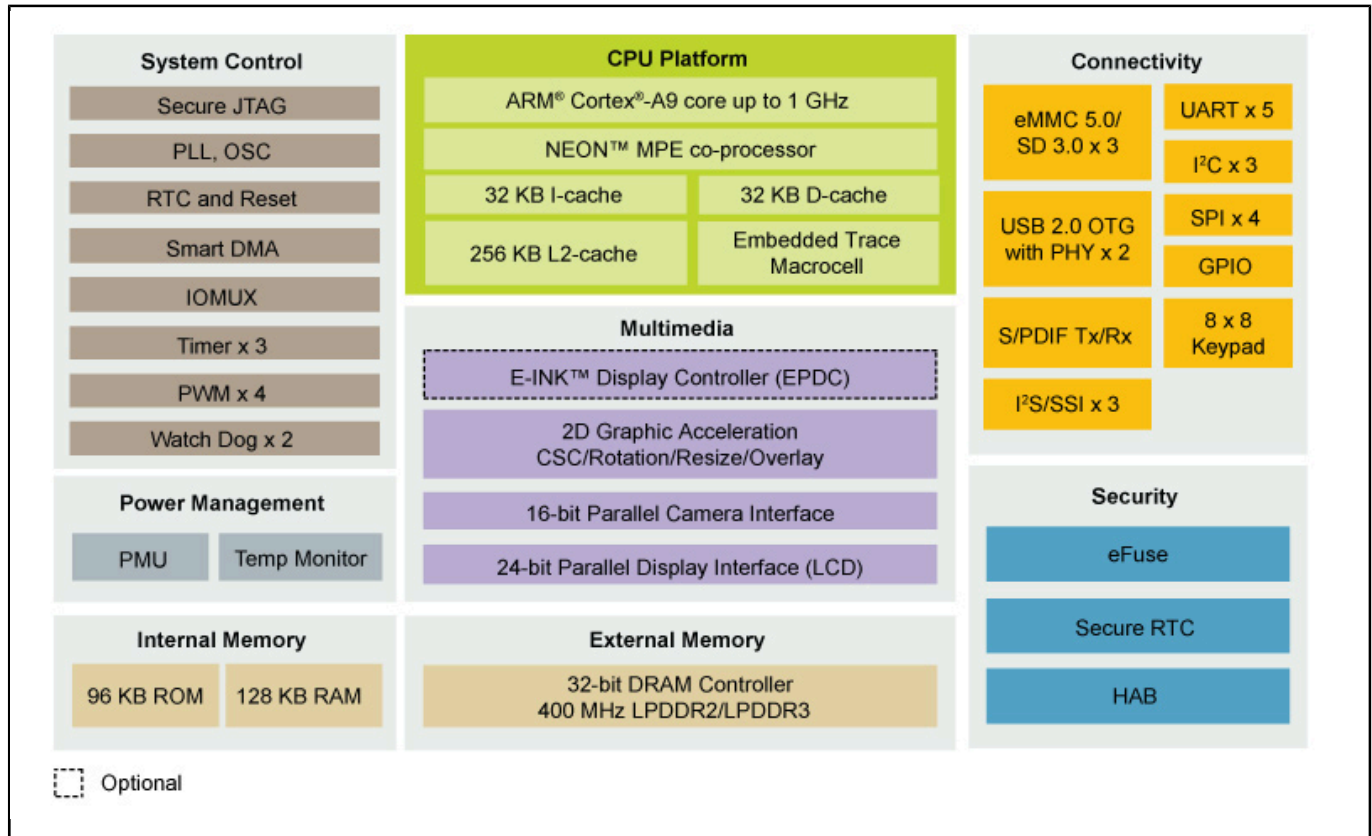 System Control
Secure JTAG
PLL, OSC
RTC and Reset
Smart DMA
IOMUX
Timer x 3
PWM x 4
Watch Dog x 2
Power Management
PMU
Temp Monitor
Internal Memory
96 KB ROM
128 KB RAM
CPU Platform
ARM® Cortex®-A9 core up to 1 GHz
NEON™ MPE co-processor
32 KB I-cache
32 KB D-cache
256 KB L2-cache
Embedded Trace
Macrocell
Multimedia
E-INK™ Display Controller (EPDC)
2D Graphic Acceleration
CSC/Rotation/Resize/Overlay
16-bit Parallel Camera Interface
24-bit Parallel Display Interface (LCD)
External Memory
32-bit DRAM Controller
400 MHz LPDDR2/LPDDR3
Connectivity
eMMC 5.0/
SD 3.0 x 3
USB 2.0 OTG
with PHY x 2
S/PDIF Tx/Rx
I²S/SSI x 3
UART x 5
I²C x 3
SPI x 4
GPIO
8 x 8
Keypad
Security
eFuse
Secure RTC
HAB
Optional